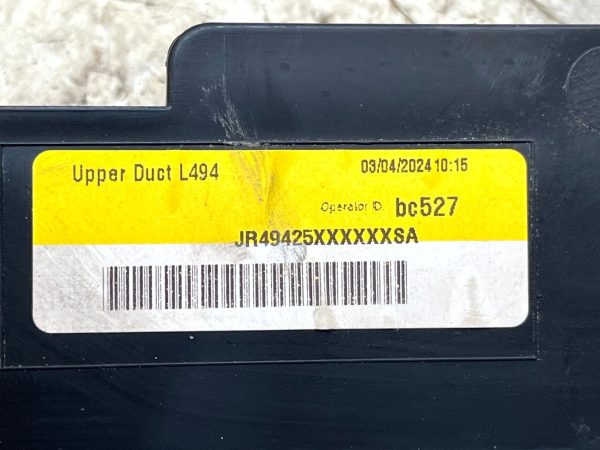 Upper Duct L494 03/04/2024 10:15
Operator ID. bc527
JR49425XXXXXXSA